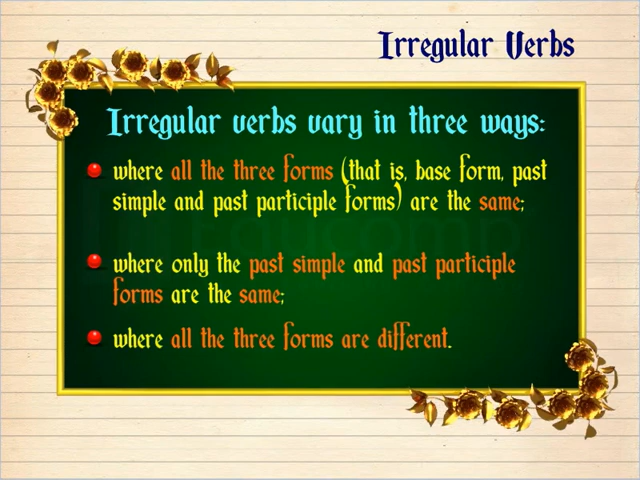 Irregular Verbs
Irregular verbs vary in three ways:
where all the three forms (that is, base form, past
simple and past participle forms) are the same;
where only the past simple and past participle
forms are the same;
where all the three forms are different.